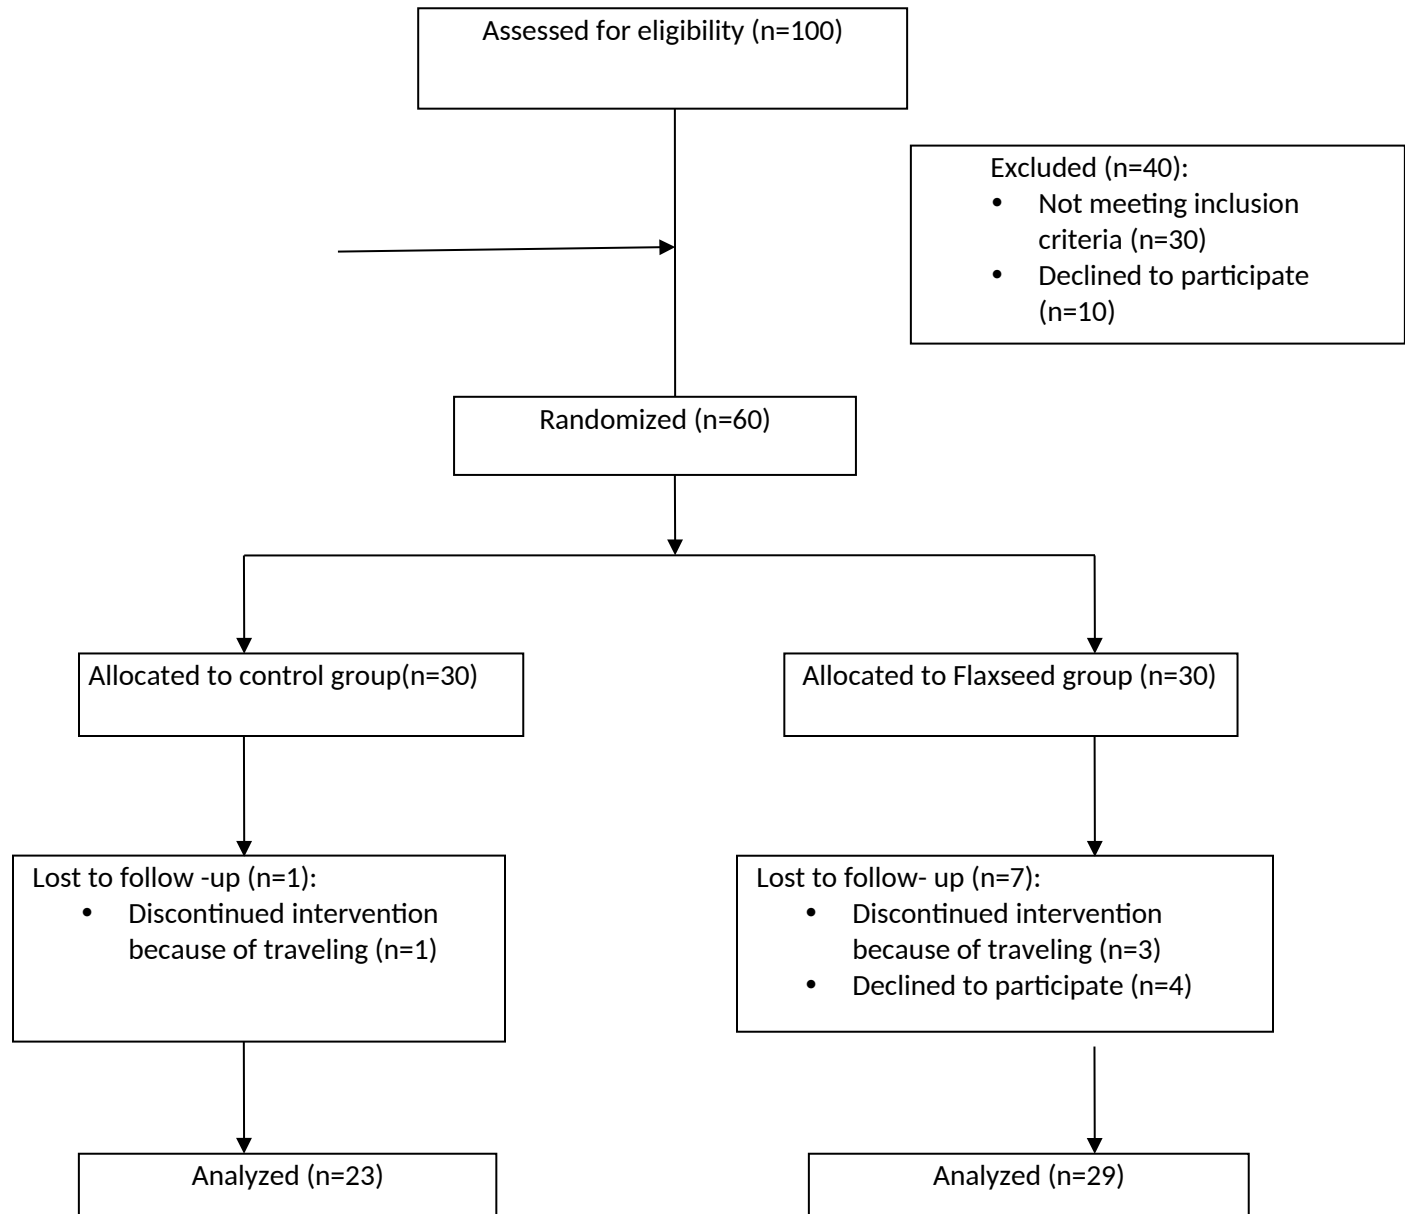 Assessed for eligibility (n=100)
Excluded (n=40):
• Not meeting inclusion
criteria (n=30)
• Declined to participate
(n=10)
Randomized (n=60)
Allocated to control group(n=30)
Allocated to Flaxseed group (n=30)
Lost to follow -up (n=1):
• Discontinued intervention
because of traveling (n=1)
Lost to follow- up (n=7):
• Discontinued intervention
because of traveling (n=3)
• Declined to participate (n=4)
Analyzed (n=23)
Analyzed (n=29)